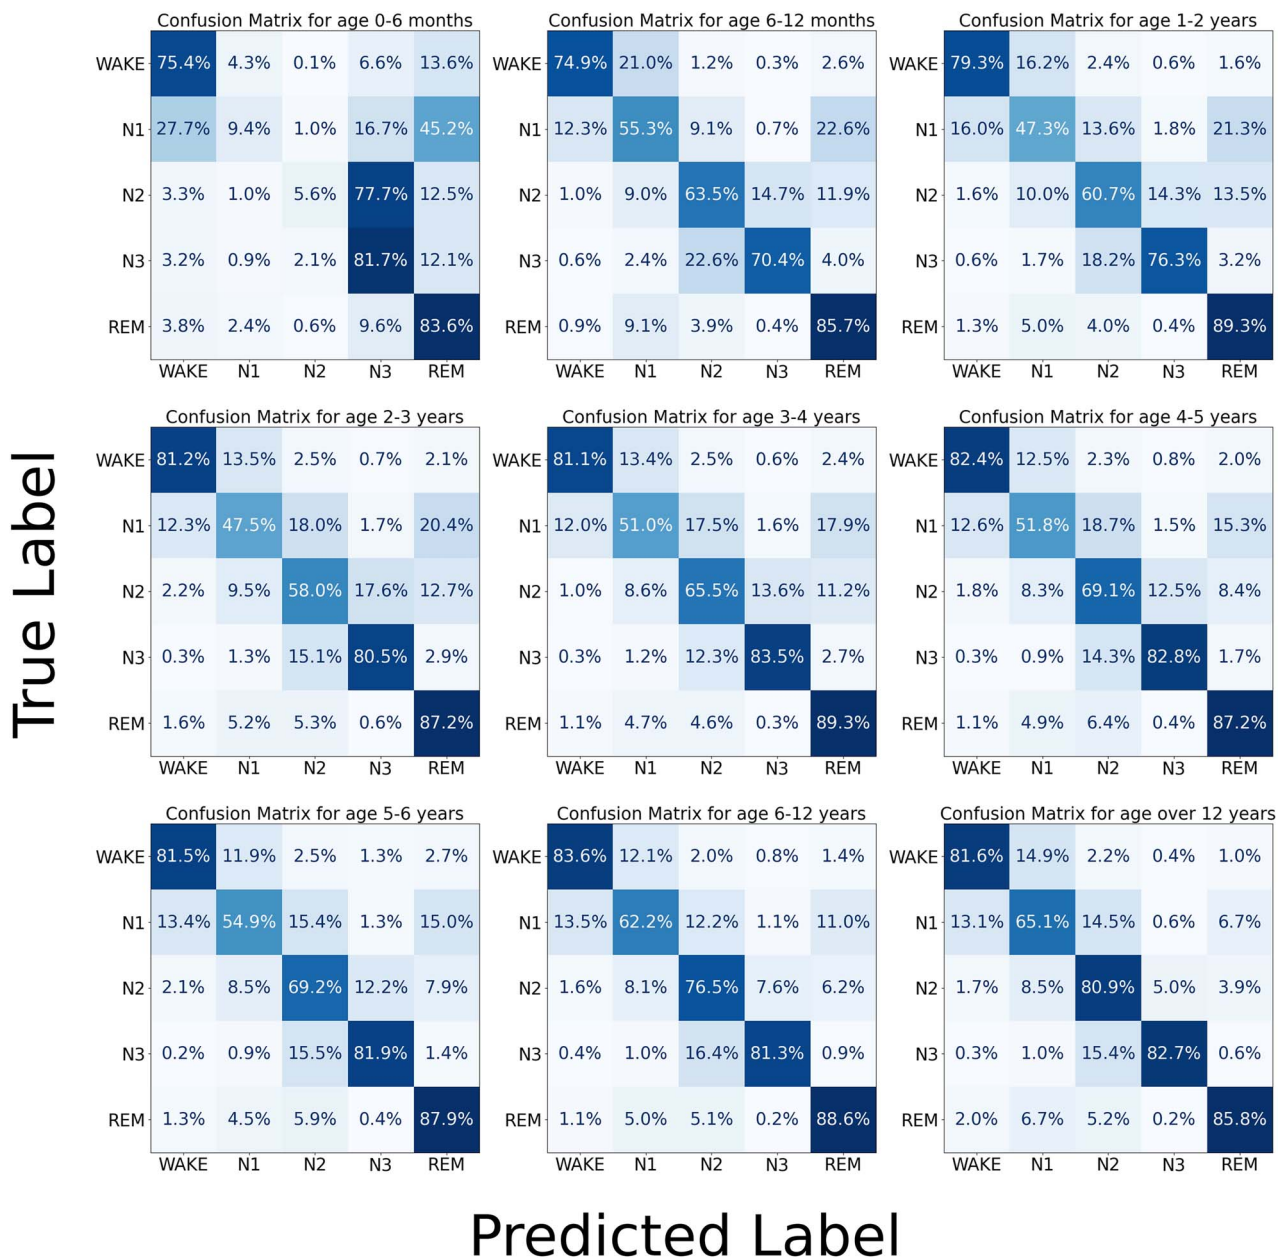 Confusion Matrix for age 0-6 months
WAKE 75.4% 4.3% 0.1% 6.6% 13.6%
N1 27.7% 9.4% 1.0% 16.7% 45.2%
N2 3.3% 1.0% 5.6% 77.7% 12.5%
N3 3.2% 0.9% 2.1% 81.7% 12.1%
REM 3.8% 2.4% 0.6% 9.6% 83.6%
WAKE N1 N2 N3 REM
Confusion Matrix for age 6-12 months
WAKE 74.9% 21.0% 1.2% 0.3% 2.6%
N1 12.3% 55.3% 9.1% 0.7% 22.6%
N2 1.0% 9.0% 63.5% 14.7% 11.9%
N3 0.6% 2.4% 22.6% 70.4% 4.0%
REM 0.9% 9.1% 3.9% 0.4% 85.7%
WAKE N1 N2 N3 REM
Confusion Matrix for age 1-2 years
WAKE 79.3% 16.2% 2.4% 0.6% 1.6%
N1 16.0% 47.3% 13.6% 1.8% 21.3%
N2 1.6% 10.0% 60.7% 14.3% 13.5%
N3 0.6% 1.7% 18.2% 76.3% 3.2%
REM 1.3% 5.0% 4.0% 0.4% 89.3%
WAKE N1 N2 N3 REM
True Label
Confusion Matrix for age 2-3 years
WAKE 81.2% 13.5% 2.5% 0.7% 2.1%
N1 12.3% 47.5% 18.0% 1.7% 20.4%
N2 2.2% 9.5% 58.0% 17.6% 12.7%
N3 0.3% 1.3% 15.1% 80.5% 2.9%
REM 1.6% 5.2% 5.3% 0.6% 87.2%
WAKE N1 N2 N3 REM
Confusion Matrix for age 3-4 years
WAKE 81.1% 13.4% 2.5% 0.6% 2.4%
N1 12.0% 51.0% 17.5% 1.6% 17.9%
N2 1.0% 8.6% 65.5% 13.6% 11.2%
N3 0.3% 1.2% 12.3% 83.5% 2.7%
REM 1.1% 4.7% 4.6% 0.3% 89.3%
WAKE N1 N2 N3 REM
Confusion Matrix for age 4-5 years
WAKE 82.4% 12.5% 2.3% 0.8% 2.0%
N1 12.6% 51.8% 18.7% 1.5% 15.3%
N2 1.8% 8.3% 69.1% 12.5% 8.4%
N3 0.3% 0.9% 14.3% 82.8% 1.7%
REM 1.1% 4.9% 6.4% 0.4% 87.2%
WAKE N1 N2 N3 REM
Confusion Matrix for age 5-6 years
WAKE 81.5% 11.9% 2.5% 1.3% 2.7%
N1 13.4% 54.9% 15.4% 1.3% 15.0%
N2 2.1% 8.5% 69.2% 12.2% 7.9%
N3 0.2% 0.9% 15.5% 81.9% 1.4%
REM 1.3% 4.5% 5.9% 0.4% 87.9%
WAKE N1 N2 N3 REM
Confusion Matrix for age 6-12 years
WAKE 83.6% 12.1% 2.0% 0.8% 1.4%
N1 13.5% 62.2% 12.2% 1.1% 11.0%
N2 1.6% 8.1% 76.5% 7.6% 6.2%
N3 0.4% 1.0% 16.4% 81.3% 0.9%
REM 1.1% 5.0% 5.1% 0.2% 88.6%
WAKE N1 N2 N3 REM
Confusion Matrix for age over 12 years
WAKE 81.6% 14.9% 2.2% 0.4% 1.0%
N1 13.1% 65.1% 14.5% 0.6% 6.7%
N2 1.7% 8.5% 80.9% 5.0% 3.9%
N3 0.3% 1.0% 15.4% 82.7% 0.6%
REM 2.0% 6.7% 5.2% 0.2% 85.8%
WAKE N1 N2 N3 REM
Predicted Label